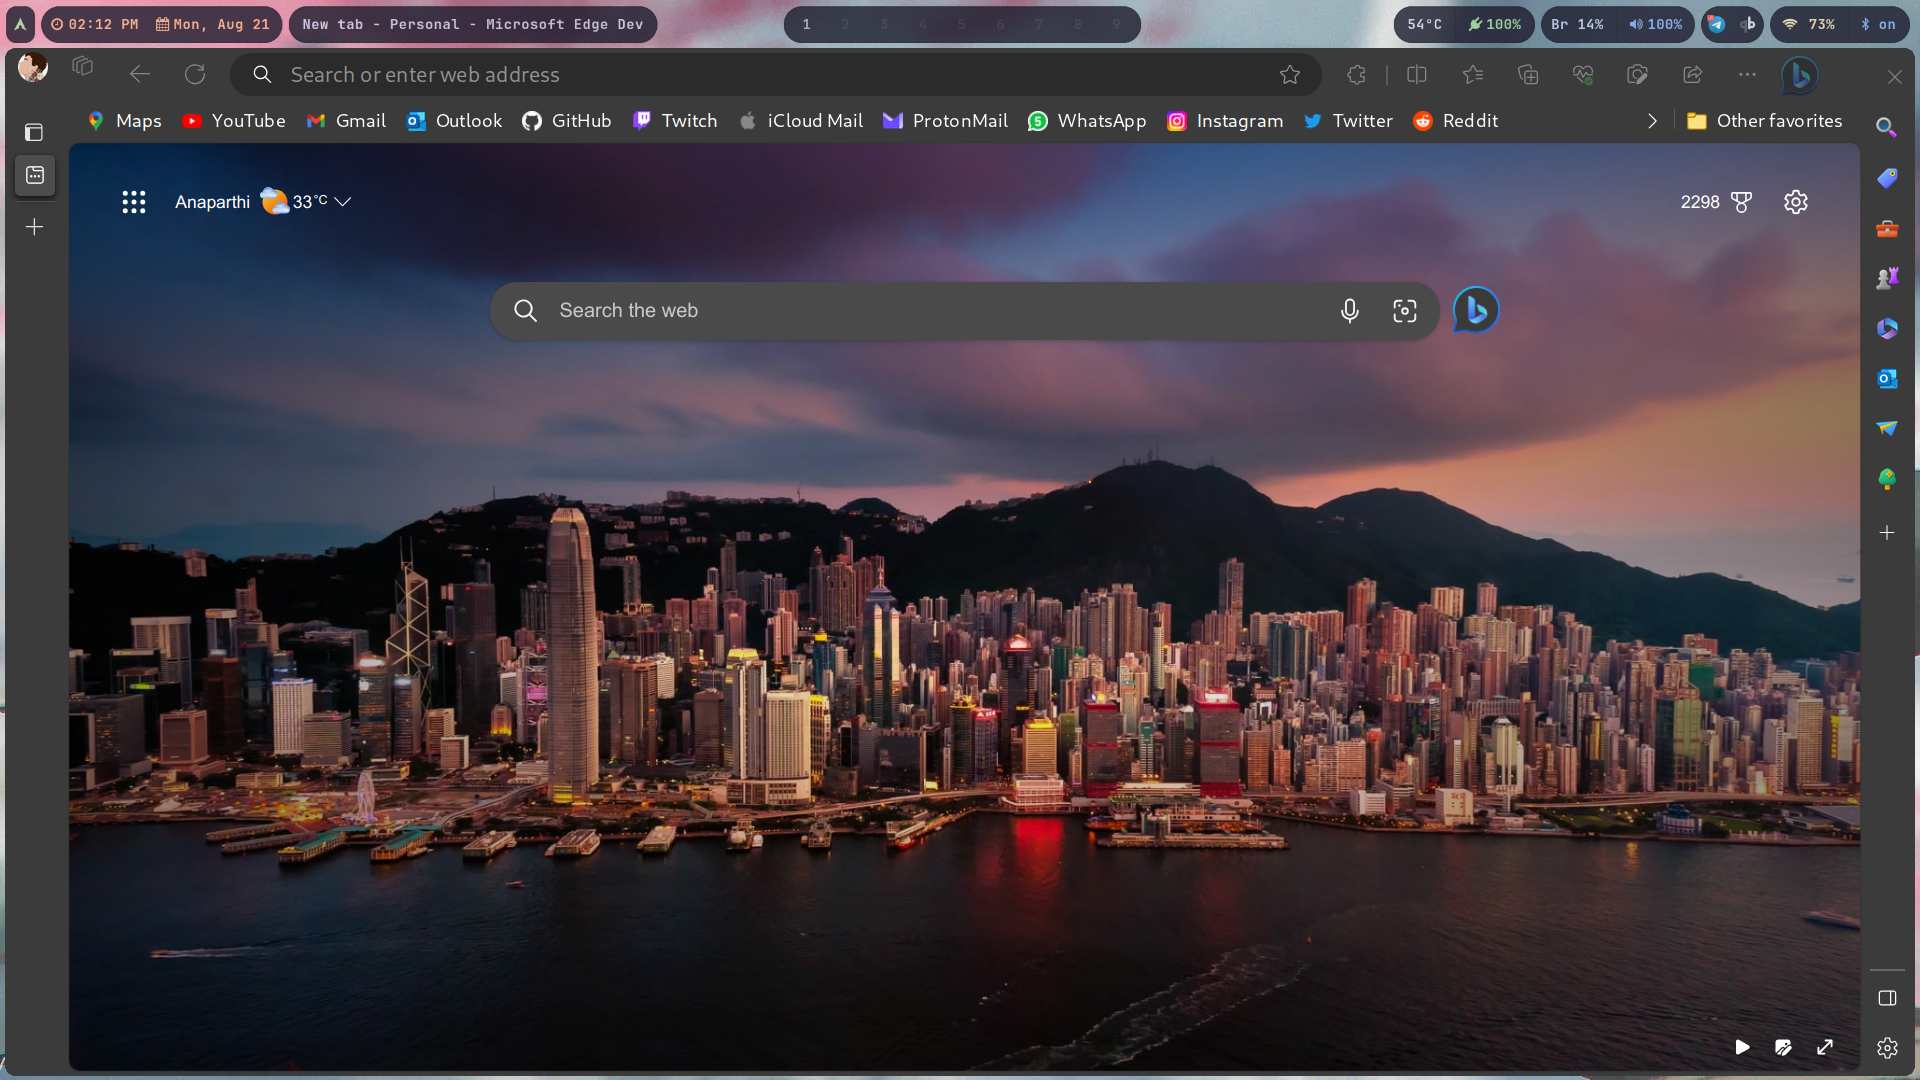 02:12 PM Mon, Aug 21 New tab - Personal - Microsoft Edge Dev 1 2 3 4 5 6 7 8 9 54°C 100% Br 14% 100% 73% on
Search or enter web address
Maps YouTube Gmail Outlook GitHub Twitch iCloud Mail ProtonMail WhatsApp Instagram Twitter Reddit Other favorites
Anaparthi 33°C 2298
Search the web